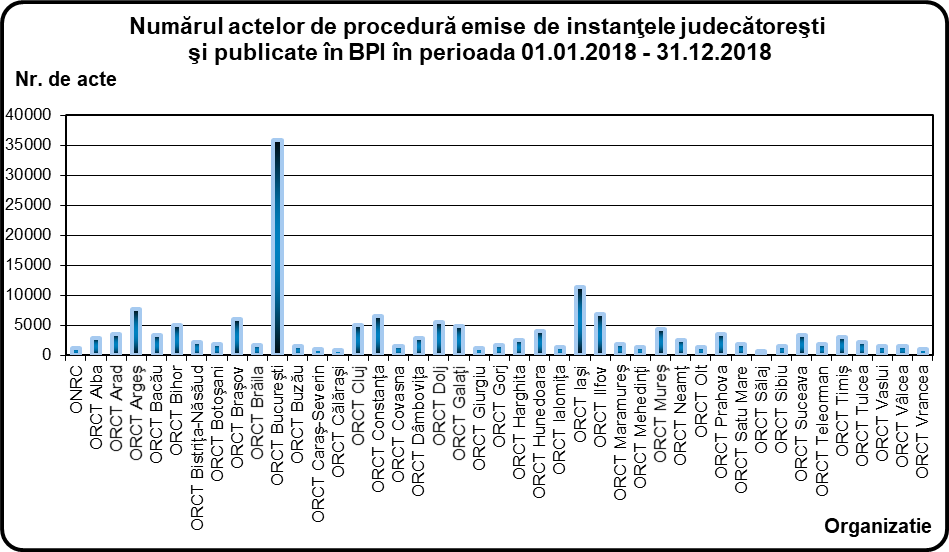 Numărul actelor de procedură emise de instanţele judecătoreşti
şi publicate în BPI în perioada 01.01.2018 - 31.12.2018
Nr. de acte
40000
35000
30000
25000
20000
15000
10000
5000
0
ONRC
ORCT Alba
ORCT Arad
ORCT Argeş
ORCT Bacău
ORCT Bihor
ORCT Bistriţa-Năsăud
ORCT Botoşani
ORCT Braşov
ORCT Brăila
ORCT Bucureşti
ORCT Buzău
ORCT Caraş-Severin
ORCT Călăraşi
ORCT Cluj
ORCT Constanţa
ORCT Covasna
ORCT Dâmboviţa
ORCT Dolj
ORCT Galaţi
ORCT Giurgiu
ORCT Gorj
ORCT Harghita
ORCT Hunedoara
ORCT Ialomiţa
ORCT Iaşi
ORCT Ilfov
ORCT Maramureş
ORCT Mehedinţi
ORCT Mureş
ORCT Neamţ
ORCT Olt
ORCT Prahova
ORCT Satu Mare
ORCT Sălaj
ORCT Sibiu
ORCT Suceava
ORCT Teleorman
ORCT Timiş
ORCT Tulcea
ORCT Vaslui
ORCT Vâlcea
ORCT Vrancea
Organizatie